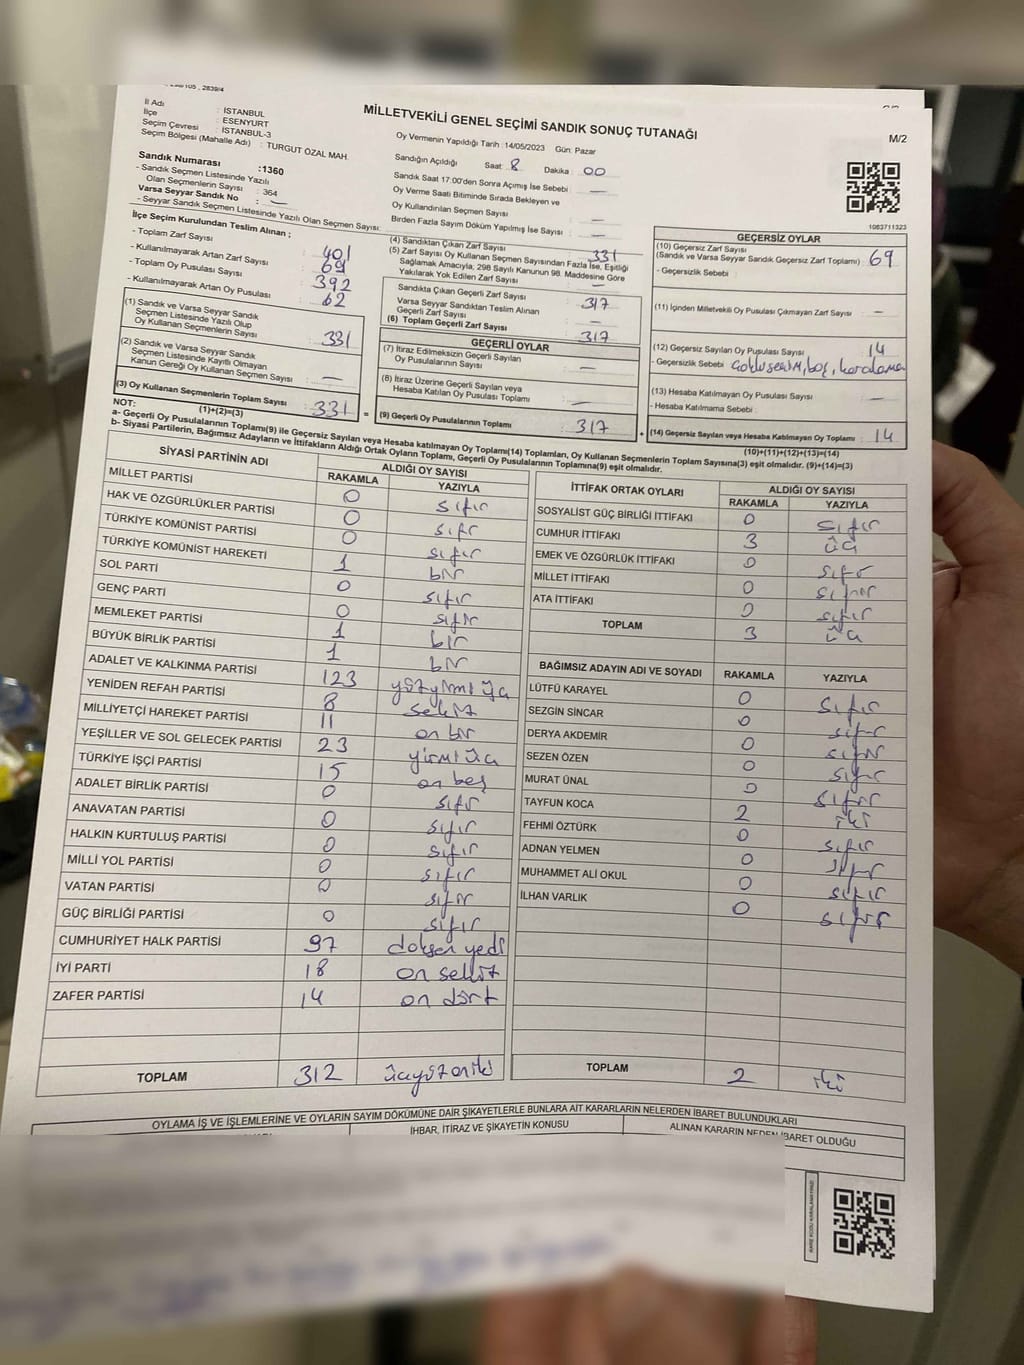 , 2839/4
İl Adı : İSTANBUL
İlçe : ESENYURT
Seçim Çevresi : İSTANBUL-3
Seçim Bölgesi (Mahalle Adı) : TURGUT ÖZAL MAH.
MİLLETVEKİLİ GENEL SEÇİMİ SANDIK SONUÇ TUTANAĞI
M/2
Oy Vermenin Yapıldığı Tarih : 14/05/2023 Gün: Pazar
Sandığın Açıldığı Saat : 8 Dakika : 00
Sandık Saat 17:00'den Sonra Açımış İse Sebebi : —
Oy Verme Saati Bitiminde Sırada Bekleyen ve
Oy Kullandırılan Seçmen Sayısı : —
Birden Fazla Sayım Döküm Yapılmış İse Sayısı : —
1083711323
Sandık Numarası :1360
- Sandık Seçmen Listesinde Yazılı
Olan Seçmenlerin Sayısı : 364
Varsa Seyyar Sandık No : —
- Seyyar Sandık Seçmen Listesinde Yazılı Olan Seçmen Sayısı:
İlçe Seçim Kurulundan Teslim Alınan ;
- Toplam Zarf Sayısı : 401
- Kullanılmayarak Artan Zarf Sayısı : 69
- Toplam Oy Pusulası Sayısı : 392
- Kullanılmayarak Artan Oy Pusulası : 62
(1) Sandık ve Varsa Seyyar Sandık
Seçmen Listesinde Yazılı Olup
Oy Kullanan Seçmenlerin Sayısı : 331
(2) Sandık ve Varsa Seyyar Sandık
Seçmen Listesinde Kayıtlı Olmayan
Kanun Gereği Oy Kullanan Seçmen Sayısı : —
(3) Oy Kullanan Seçmenlerin Toplam Sayısı : 331
(1)+(2)=(3)
(4) Sandıktan Çıkan Zarf Sayısı : 331
(5) Zarf Sayısı Oy Kullanan Seçmen Sayısından Fazla İse, Eşitliği
Sağlamak Amacıyla, 298 Sayılı Kanunun 98. Maddesine Göre
Yakılarak Yok Edilen Zarf Sayısı : —
Sandıkta Çıkan Geçerli Zarf Sayısı : 317
Varsa Seyyar Sandıktan Teslim Alınan
Geçerli Zarf Sayısı : —
(6) Toplam Geçerli Zarf Sayısı : 317
GEÇERLİ OYLAR
(7) İtiraz Edilmeksizin Geçerli Sayılan
Oy Pusulalarının Sayısı : —
(8) İtiraz Üzerine Geçerli Sayılan veya
Hesaba Katılan Oy Pusulası Toplamı : —
= (9) Geçerli Oy Pusulalarının Toplamı : 317
GEÇERSİZ OYLAR
(10) Geçersiz Zarf Sayısı
(Sandık ve Varsa Seyyar Sandık Geçersiz Zarf Toplamı) : 69
- Geçersizlik Sebebi :
(11) İçinden Milletvekili Oy Pusulası Çıkmayan Zarf Sayısı : —
(12) Geçersiz Sayılan Oy Pusulası Sayısı : 14
- Geçersizlik Sebebi : çoklu seçim, boş, karalama
(13) Hesaba Katılmayan Oy Pusulası Sayısı : —
- Hesaba Katılmama Sebebi :
+ (14) Geçersiz Sayılan veya Hesaba Katılmayan Oy Toplamı : 14
(10)+(11)+(12)+(13)=(14)
NOT:
a- Geçerli Oy Pusulalarının Toplamı(9) ile Geçersiz Sayılan veya Hesaba katılmayan Oy Toplamı(14) Toplamları, Oy Kullanan Seçmenlerin Toplam Sayısına(3) eşit olmalıdır. (9)+(14)=(3)
b- Siyasi Partilerin, Bağımsız Adayların ve İttifakların Aldığı Ortak Oyların Toplamı, Geçerli Oy Pusulalarının Toplamına(9) eşit olmalıdır.
SİYASİ PARTİNİN ADI ALDIĞI OY SAYISI
RAKAMLA YAZIYLA
MİLLET PARTİSİ 0 sıfır
HAK VE ÖZGÜRLÜKLER PARTİSİ 0 sıfır
TÜRKİYE KOMÜNİST PARTİSİ 0 sıfır
TÜRKİYE KOMÜNİST HAREKETİ 1 bir
SOL PARTİ 0 sıfır
GENÇ PARTİ 0 sıfır
MEMLEKET PARTİSİ 1 bir
BÜYÜK BİRLİK PARTİSİ 1 bir
ADALET VE KALKINMA PARTİSİ 123 yüzyirmi üç
YENİDEN REFAH PARTİSİ 8 sekiz
MİLLİYETÇİ HAREKET PARTİSİ 11 on bir
YEŞİLLER VE SOL GELECEK PARTİSİ 23 yirmi üç
TÜRKİYE İŞÇİ PARTİSİ 15 on beş
ADALET BİRLİK PARTİSİ 0 sıfır
ANAVATAN PARTİSİ 0 sıfır
HALKIN KURTULUŞ PARTİSİ 0 sıfır
MİLLİ YOL PARTİSİ 0 sıfır
VATAN PARTİSİ 0 sıfır
GÜÇ BİRLİĞİ PARTİSİ 0 sıfır
CUMHURİYET HALK PARTİSİ 97 doksan yedi
İYİ PARTİ 18 on sekiz
ZAFER PARTİSİ 14 on dört
TOPLAM 312 üçyüzoniki
İTTİFAK ORTAK OYLARI ALDIĞI OY SAYISI
RAKAMLA YAZIYLA
SOSYALİST GÜÇ BİRLİĞİ İTTİFAKI 0 sıfır
CUMHUR İTTİFAKI 3 üç
EMEK VE ÖZGÜRLÜK İTTİFAKI 0 sıfır
MİLLET İTTİFAKI 0 sıfır
ATA İTTİFAKI 0 sıfır
TOPLAM 3 üç
BAĞIMSIZ ADAYIN ADI VE SOYADI RAKAMLA YAZIYLA
LÜTFÜ KARAYEL 0 sıfır
SEZGİN SİNCAR 0 sıfır
DERYA AKDEMİR 0 sıfır
SEZEN ÖZEN 0 sıfır
MURAT ÜNAL 0 sıfır
TAYFUN KOCA 2 iki
FEHMİ ÖZTÜRK 0 sıfır
ADNAN YELMEN 0 sıfır
MUHAMMET ALİ OKUL 0 sıfır
İLHAN VARLIK 0 sıfır
TOPLAM 2 iki
OYLAMA İŞ VE İŞLEMLERİNE VE OYLARIN SAYIM DÖKÜMÜNE DAİR ŞİKAYETLERLE BUNLARA AİT KARARLARIN NELERDEN İBARET BULUNDUKLARI
İHBAR, İTİRAZ VE ŞİKAYETİN KONUSU ALINAN KARARIN NEDEN İBARET OLDUĞU